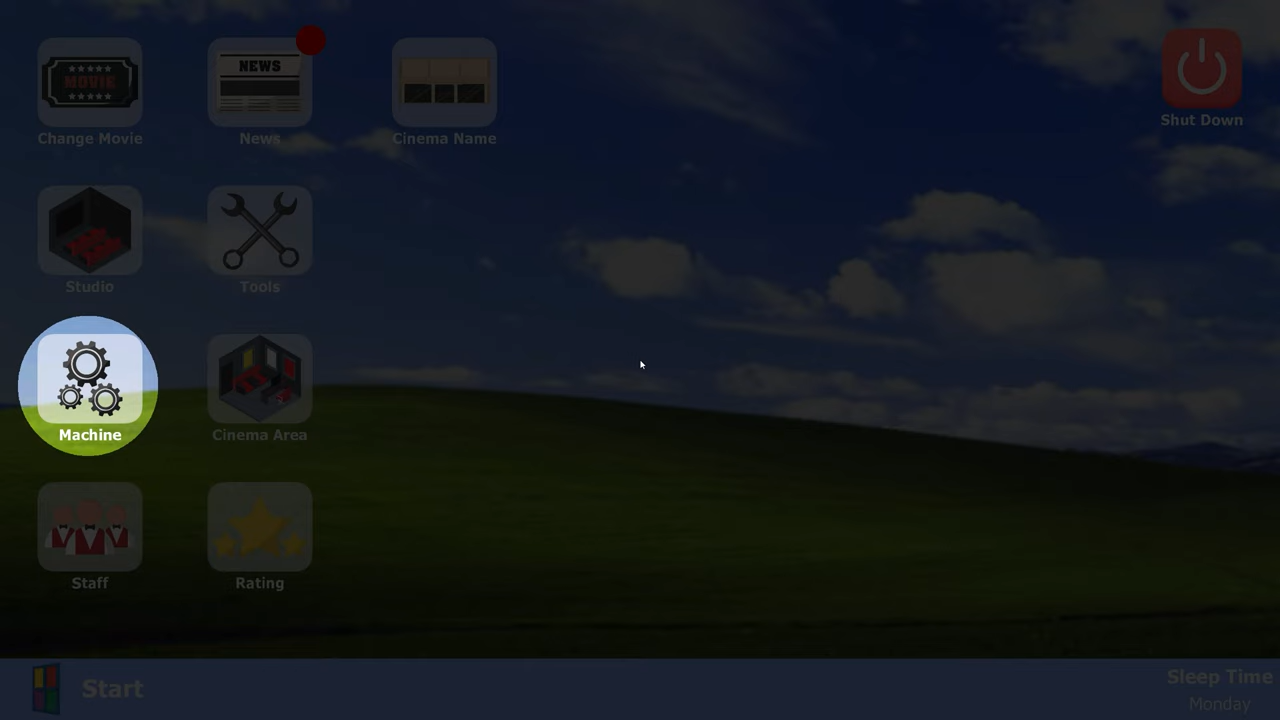 MOVIE
NEWS
Change Movie
News
Cinema Name
Shut Down
Studio
Tools
Machine
Cinema Area
Staff
Rating
Start
Sleep Time
Monday